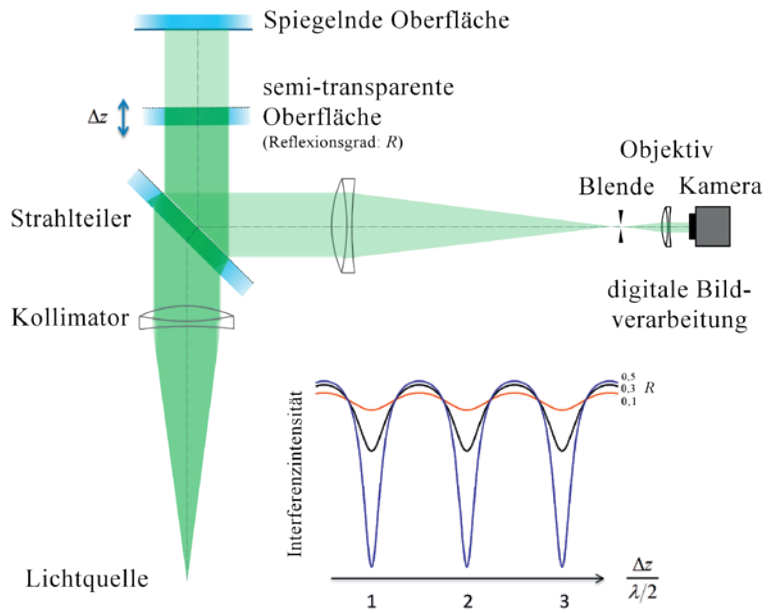 Spiegelnde Oberfläche
semi-transparente
Δz
Oberfläche
(Reflexionsgrad: R)
Objektiv
Blende Kamera
Strahlteiler
Kollimator
digitale Bild-
verarbeitung
Interferenzintensität
0,5
0,3 R
0,1
Lichtquelle
1 2 3
Δz
λ/2